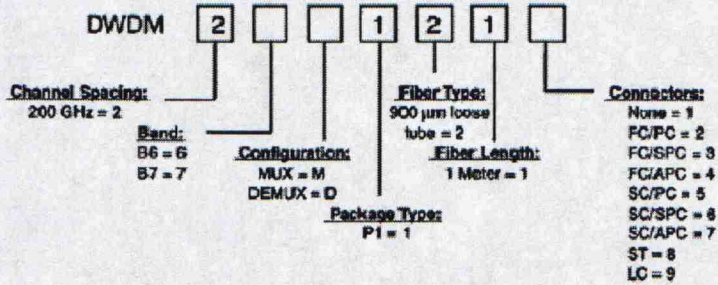 DWDM 2 1 2 1
Channel Spacing:
200 GHz = 2
Band:
B6 = 6
B7 = 7
Configuration:
MUX = M
DEMUX = D
Package Type:
P1 = 1
Fiber Type:
900 µm loose
tube = 2
Fiber Length:
1 Meter = 1
Connectors:
None = 1
FC/PC = 2
FC/SPC = 3
FC/APC = 4
SC/PC = 5
SC/SPC = 6
SC/APC = 7
ST = 8
LC = 9